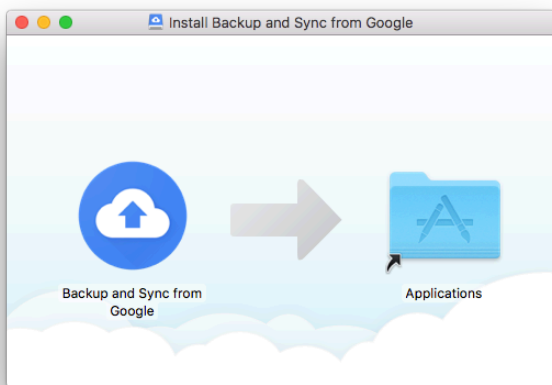 Install Backup and Sync from Google
Backup and Sync from
Google
Applications